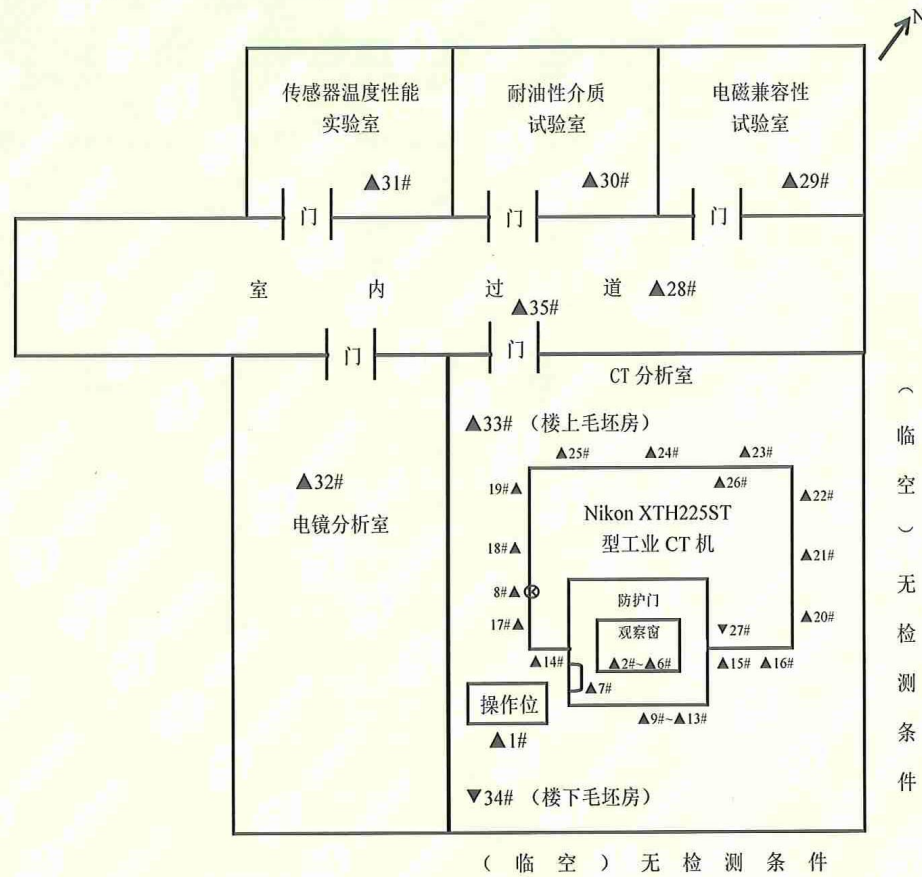 N
传感器温度性能
实验室
耐油性介质
试验室
电磁兼容性
试验室
▲31#
▲30#
▲29#
门
门
门
室内过道 ▲28#
▲35#
门
门
CT 分析室
▲33# （楼上毛坯房）
▲25#
▲24#
▲23#
▲32#
电镜分析室
19#▲
▲26#
▲22#
Nikon XTH225ST
型工业 CT 机
18#▲
▲21#
8#▲
防护门
17#▲
观察窗
▼27#
▲20#
▲14#
▲2#~▲6#
▲15#
▲16#
▲7#
操作位
▲9#~▲13#
▲1#
▼34# （楼下毛坯房）
（临空）无检测条件
（临空）无检测条件